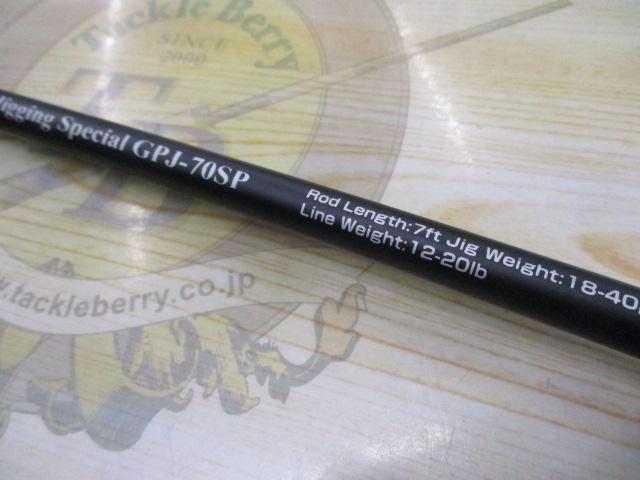 Tackle Berry
SINCE
2000
TB
Jigging Special GPJ-70SP
Rod Length:7ft Jig Weight:18-40
Line Weight:12-20lb
www.tackleberry.co.jp